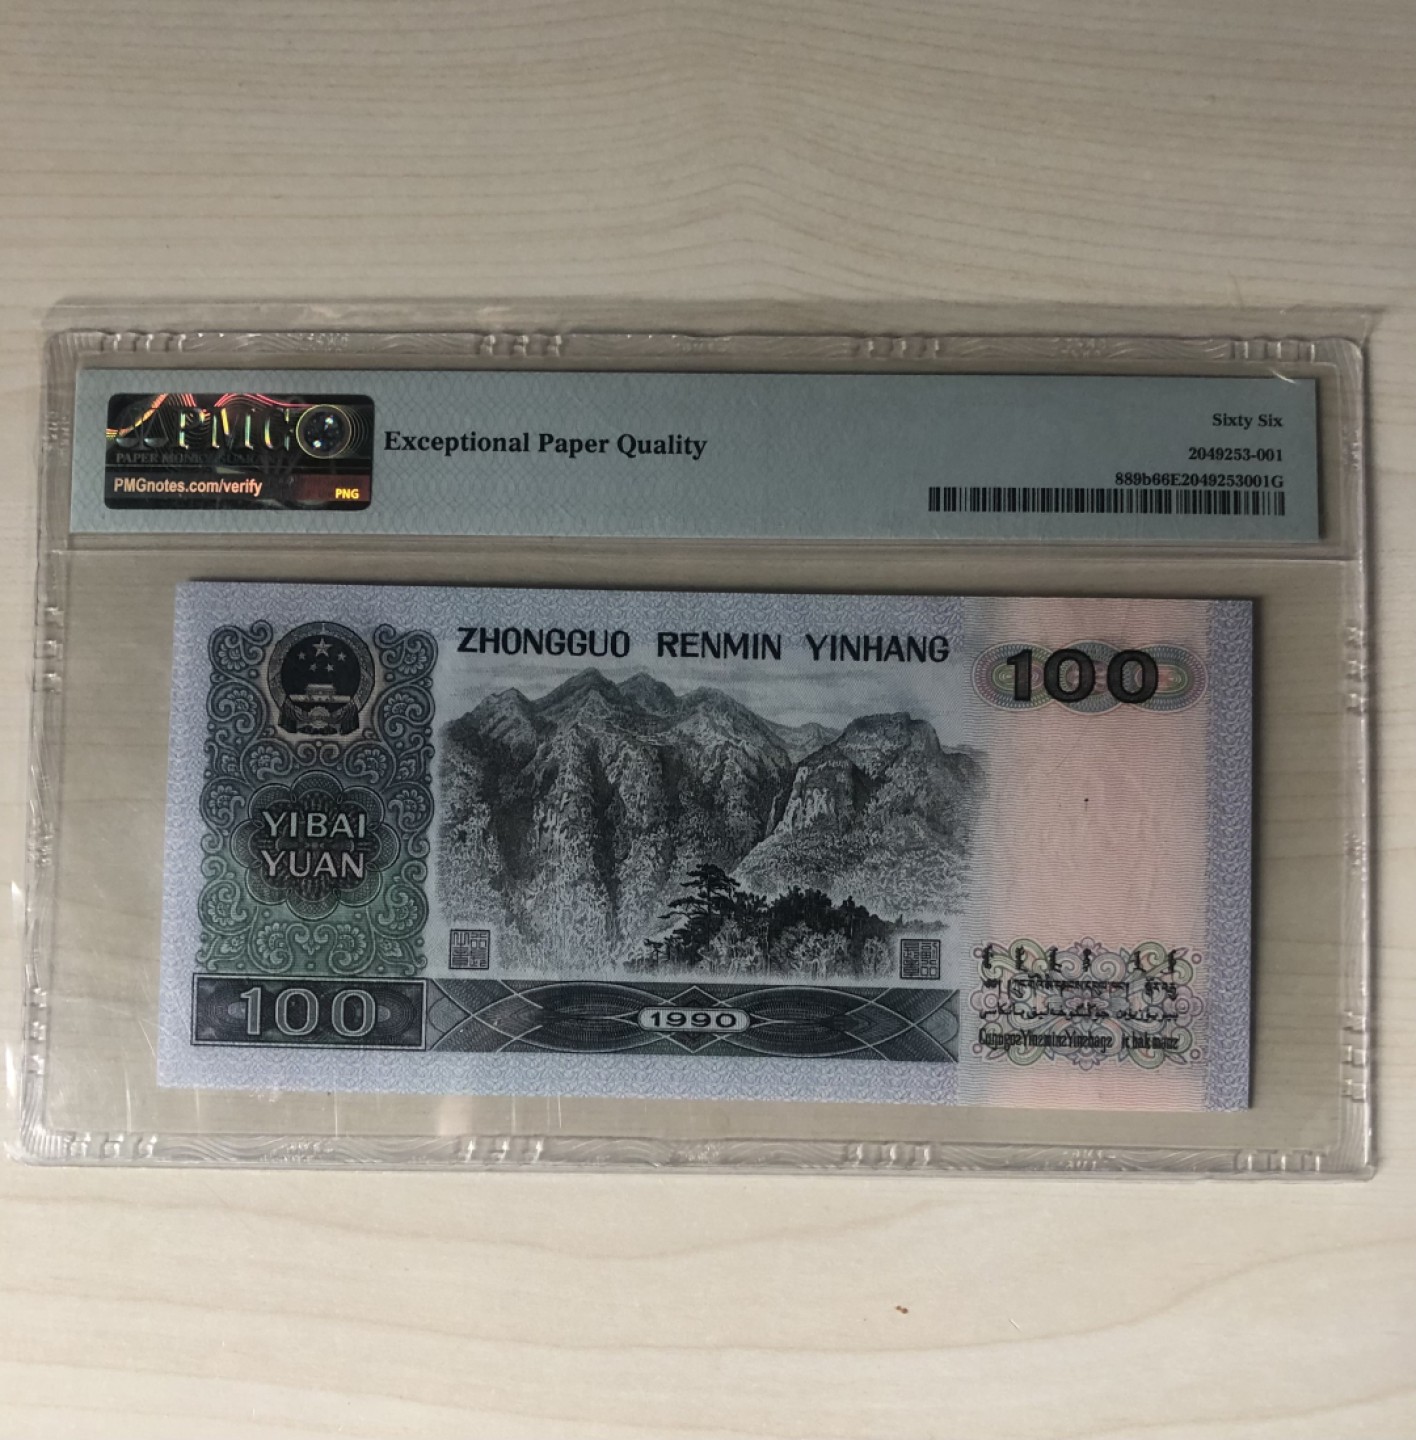 PMG
PAPER MONEY GUARANTY
PMGnotes.com/verify
PNG
Exceptional Paper Quality
Sixty Six
2049253-001
889b66E2049253001G
ZHONGGUO RENMIN YINHANG
100
YIBAI
YUAN
100
1990